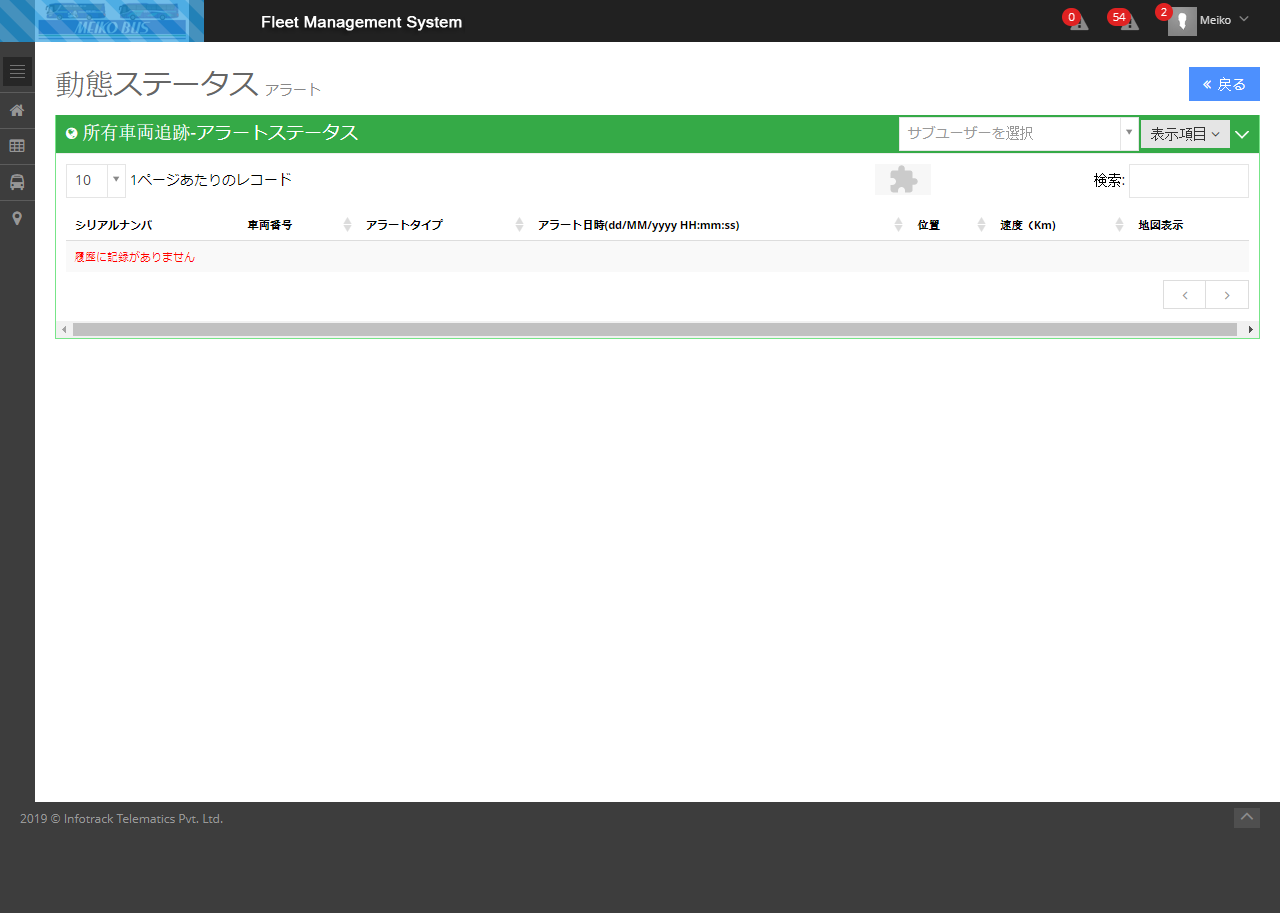 MEIKO BUS
Fleet Management System
0
54
2
Meiko
動態ステータス アラート
戻る
所有車両追跡-アラートステータス
サブユーザーを選択
表示項目
10
1ページあたりのレコード
検索:
シリアルナンバ 車両番号 アラートタイプ アラート日時(dd/MM/yyyy HH:mm:ss) 位置 速度（Km) 地図表示
履歴に記録がありません
2019 © Infotrack Telematics Pvt. Ltd.